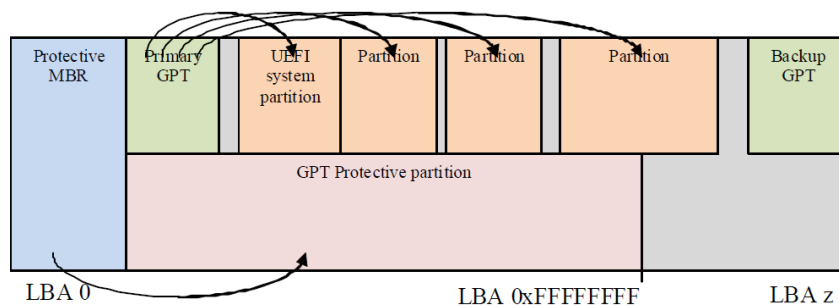 Protective
MBR
Primary
GPT
UEFI
system
partition
Partition
Partition
Partition
Backup
GPT
GPT Protective partition
LBA 0
LBA 0xFFFFFFFF
LBA z